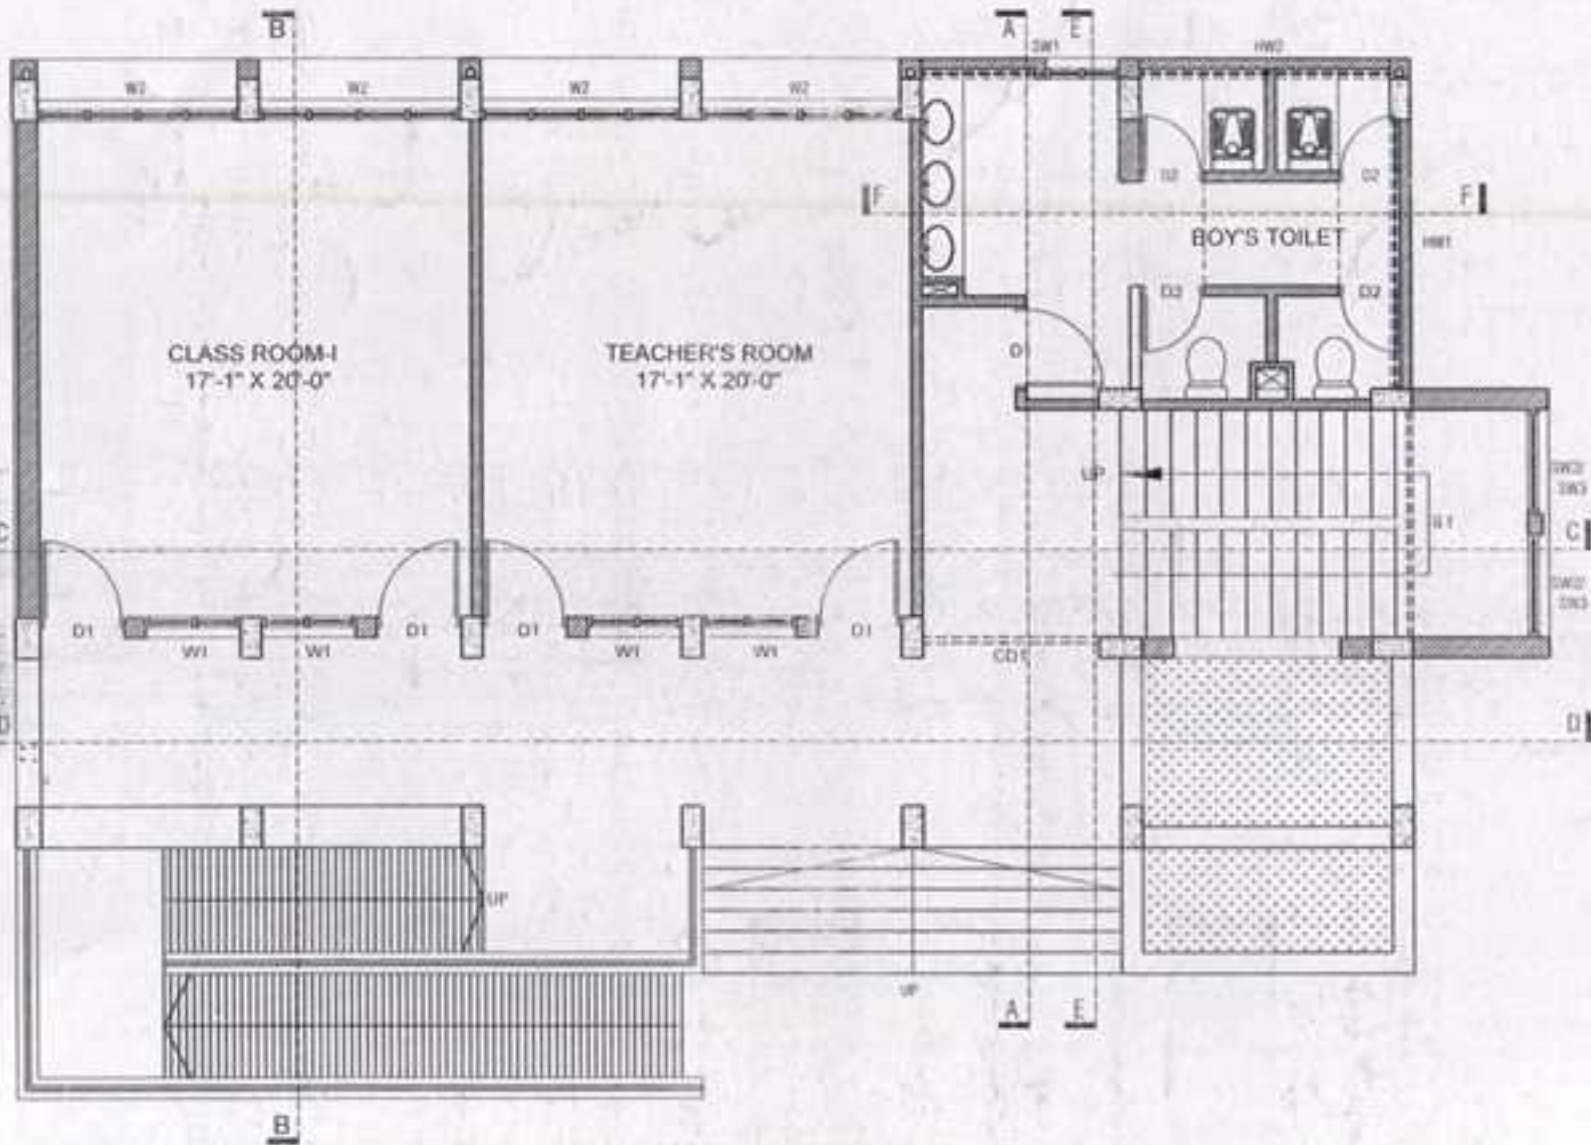 B
A E
SW1
HW2
W2 W2 W2 W2
D2 D2
F F
BOY'S TOILET
HW1
D2 D2
CLASS ROOM-I
17'-1" X 20'-0"
TEACHER'S ROOM
17'-1" X 20'-0"
D1
UP
SW2/
SW3
G1
C C
SW2/
SW3
D1 D1 D1 D1
W1 W1 W1 W1
CD1
D D
UP
UP
A E
B